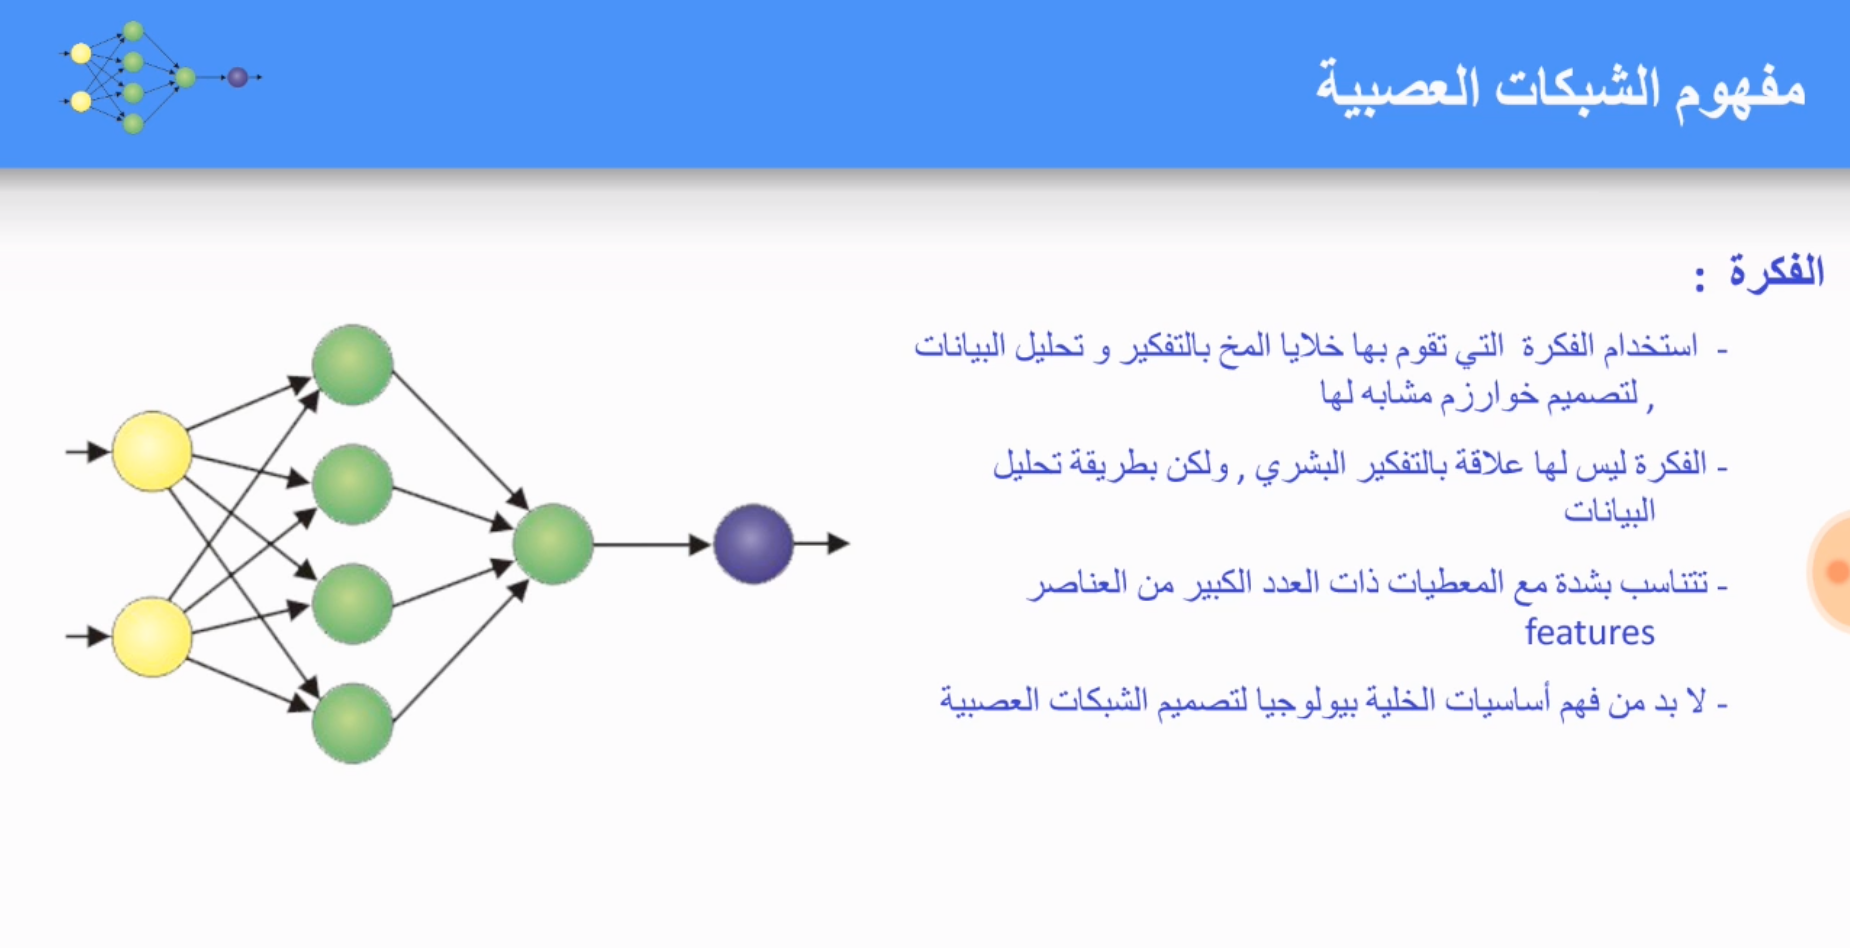 مفهوم الشبكات العصبية
الفكرة :
- استخدام الفكرة التي تقوم بها خلايا المخ بالتفكير و تحليل البيانات
, لتصميم خوارزم مشابه لها
- الفكرة ليس لها علاقة بالتفكير البشري , ولكن بطريقة تحليل
البيانات
- تتناسب بشدة مع المعطيات ذات العدد الكبير من العناصر
features
- لا بد من فهم أساسيات الخلية بيولوجيا لتصميم الشبكات العصبية